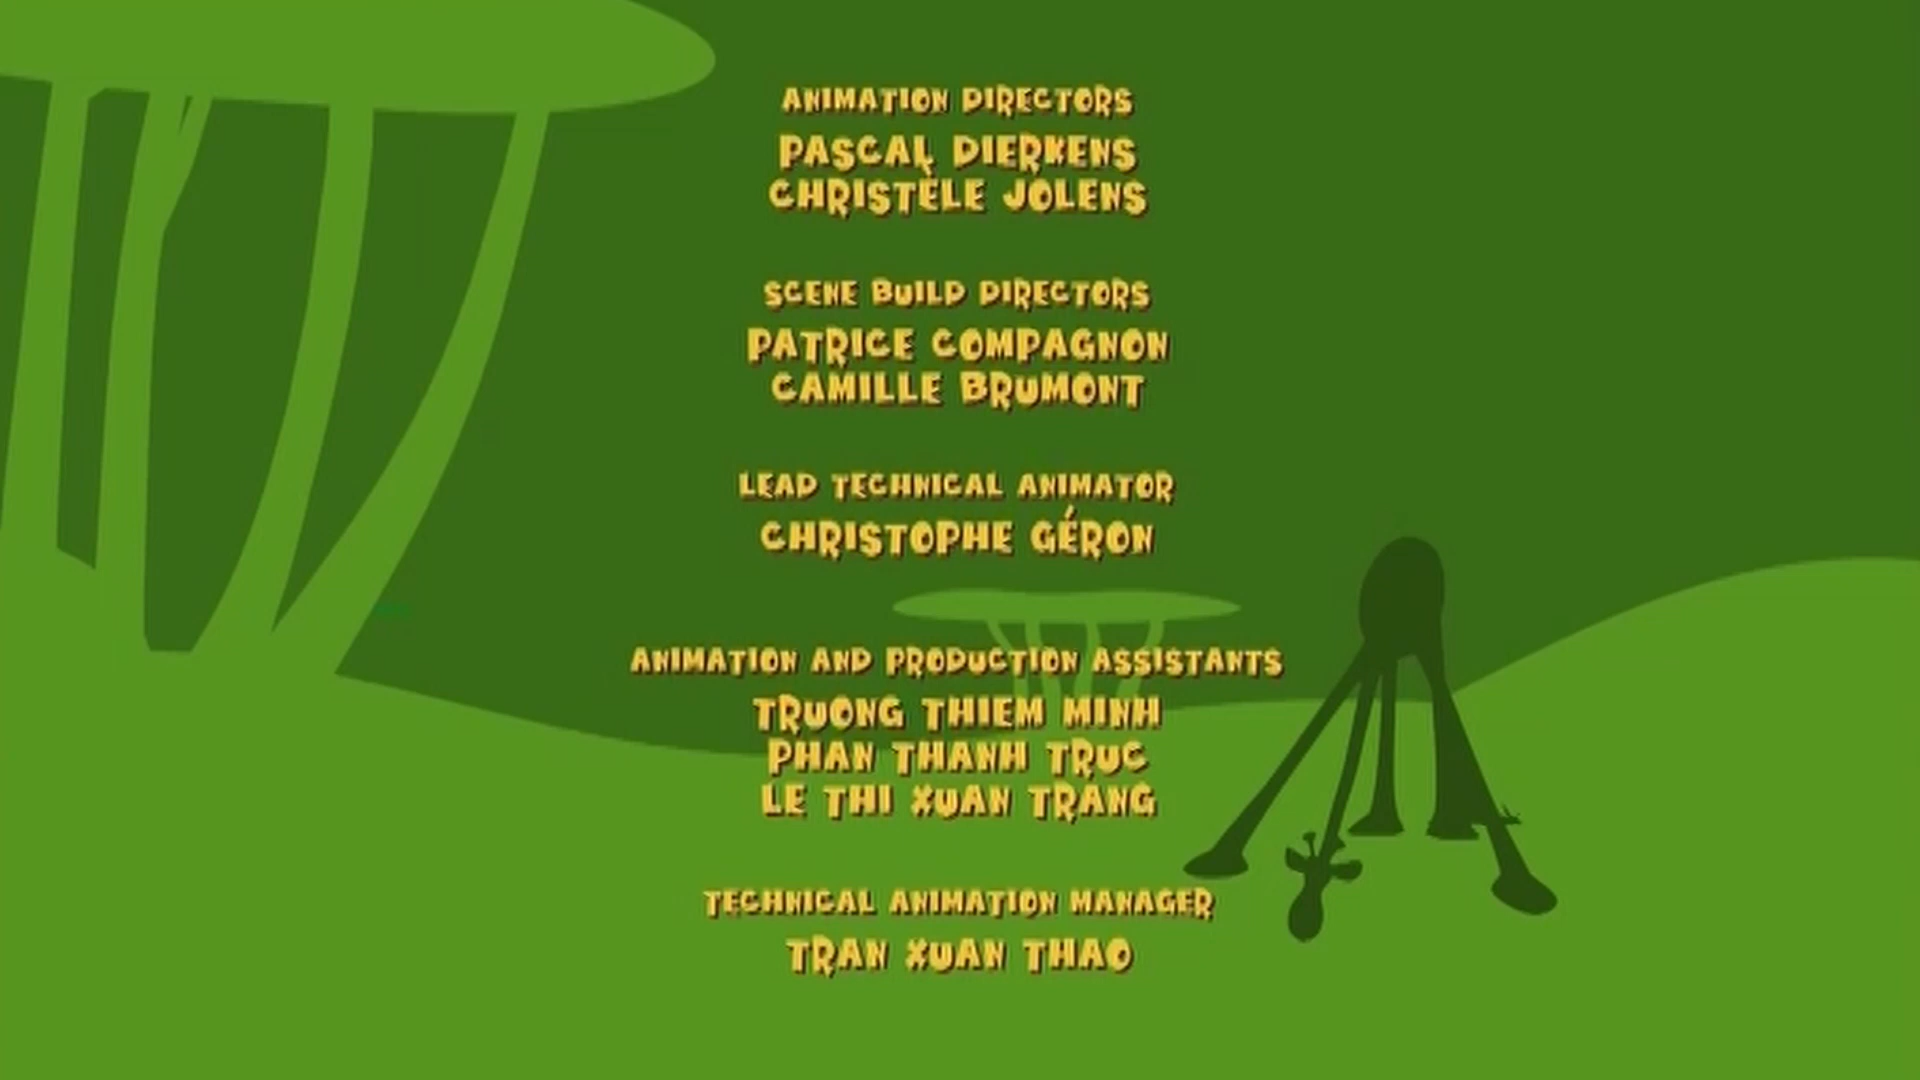 ANIMATION DIRECTORS
PASCAL DIERKENS
CHRISTÈLE JOLENS
SCENE BUILD DIRECTORS
PATRICE COMPAGNON
CAMILLE BRUMONT
LEAD TECHNICAL ANIMATOR
CHRISTOPHE GÉRON
ANIMATION AND PRODUCTION ASSISTANTS
TRUONG THIEM MINH
PHAN THANH TRUC
LE THI XUAN TRANG
TECHNICAL ANIMATION MANAGER
TRAN XUAN THAO